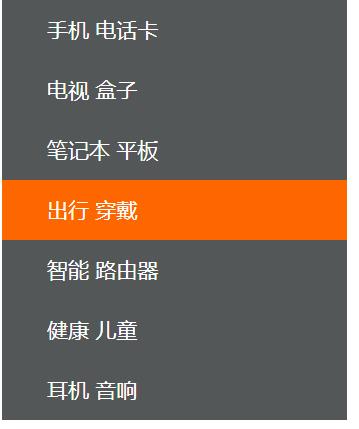 手机 电话卡
电视 盒子
笔记本 平板
出行 穿戴
智能 路由器
健康 儿童
耳机 音响